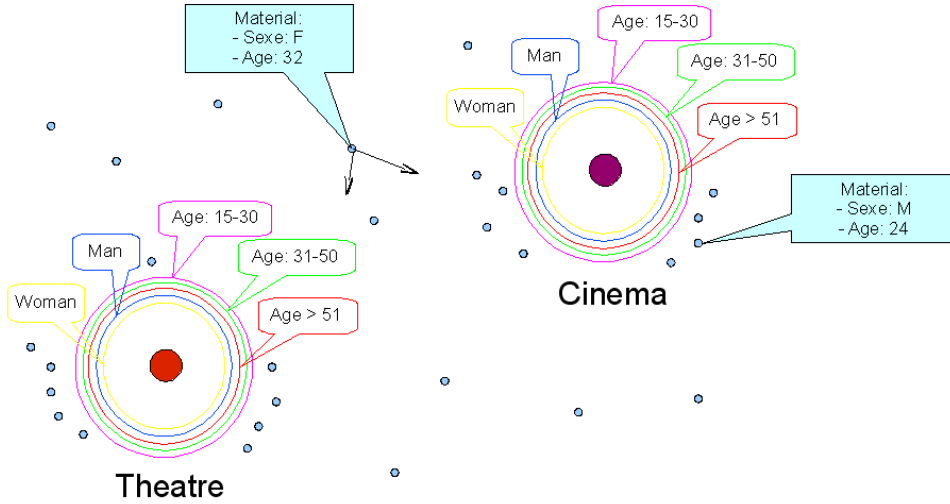 Material:
- Sexe: F
- Age: 32
Age: 15-30
Man
Age: 31-50
Woman
Age > 51
Material:
- Sexe: M
- Age: 24
Cinema
Age: 15-30
Man
Age: 31-50
Woman
Age > 51
Theatre